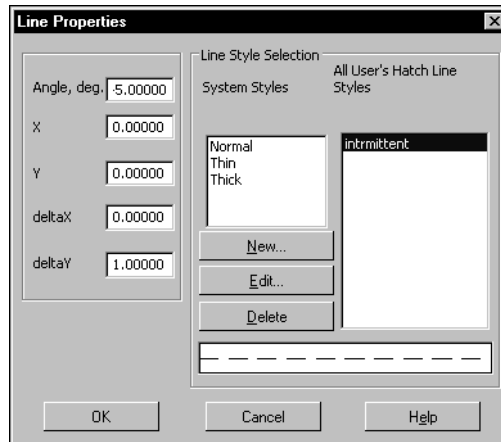 Line Properties
Angle, deg. -5.00000
X 0.00000
Y 0.00000
deltaX 0.00000
deltaY 1.00000
Line Style Selection
System Styles
Normal
Thin
Thick
New...
Edit...
Delete
All User's Hatch Line
Styles
intrmittent
OK
Cancel
Help